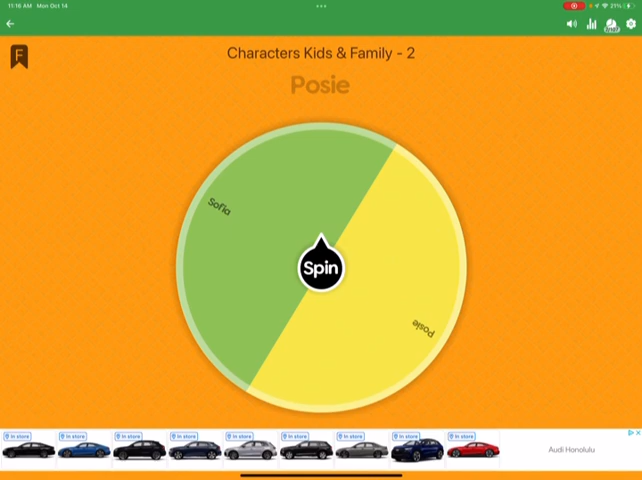 11:16 AM Mon Oct 14
21%
F
Characters Kids & Family - 2
Posie
Sofia
Spin
Posie
In store In store In store In store In store In store In store In store In store
Audi Honolulu